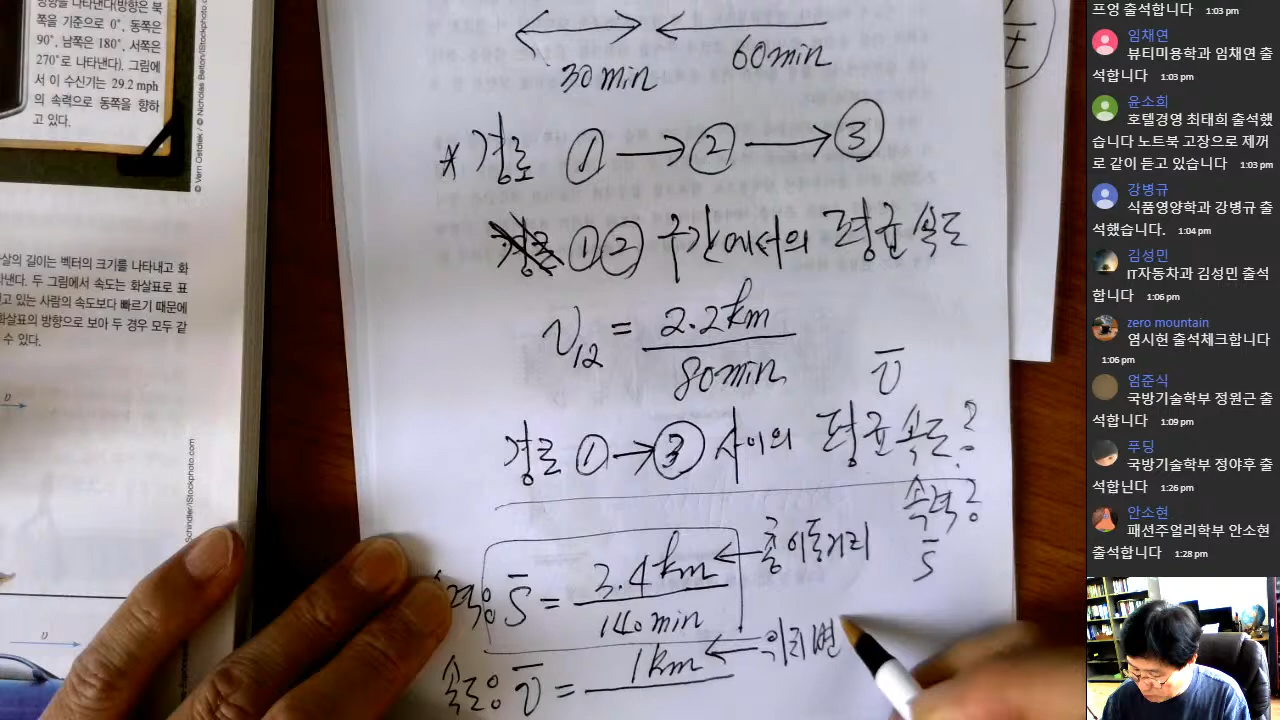 방향을 나타낸다(방향은 북
쪽을 기준으로 0°, 동쪽은
90°, 남쪽은 180°, 서쪽은
270°로 나타낸다). 그림에
서 이 수신기는 29.2 mph
의 속력으로 동쪽을 향하
고 있다.
© Vern Ostdiek / © Nicholas Belton/iStockphoto.co
살의 길이는 벡터의 크기를 나타내고 화
낸다. 두 그림에서 속도는 화살표로 표
고 있는 사람의 속도보다 빠르기 때문에
화살표의 방향으로 보아 두 경우 모두 같
수 있다.
υ
Schindler/iStockphoto.com
υ
30min
60min
* 경로 ① → ② → ③
①② 구간에서의 평균속도
V12 = 2.2km
80min
v̄
경로 ① → ③ 사이의 평균속도?
속력?
s̄
속력은 s̄ = 3.4km ← 총이동거리
140min
속도은 v̄ = 1km ← 위치변
t
프엉 출석합니다 1:03 pm
임채연
뷰티미용학과 임채연 출
석합니다 1:03 pm
윤소희
호텔경영 최태희 출석했
습니다 노트북 고장으로 제꺼
로 같이 듣고 있습니다 1:03 pm
강병규
식품영양학과 강병규 출
석했습니다. 1:04 pm
김성민
IT자동차과 김성민 출석
합니다 1:06 pm
zero mountain
염시헌 출석체크합니다
1:06 pm
엄준식
국방기술학부 정원근 출
석합니다 1:09 pm
푸딩
국방기술학부 정야후 출
석합닌다 1:26 pm
안소현
패션주얼리학부 안소현
출석합니다 1:28 pm